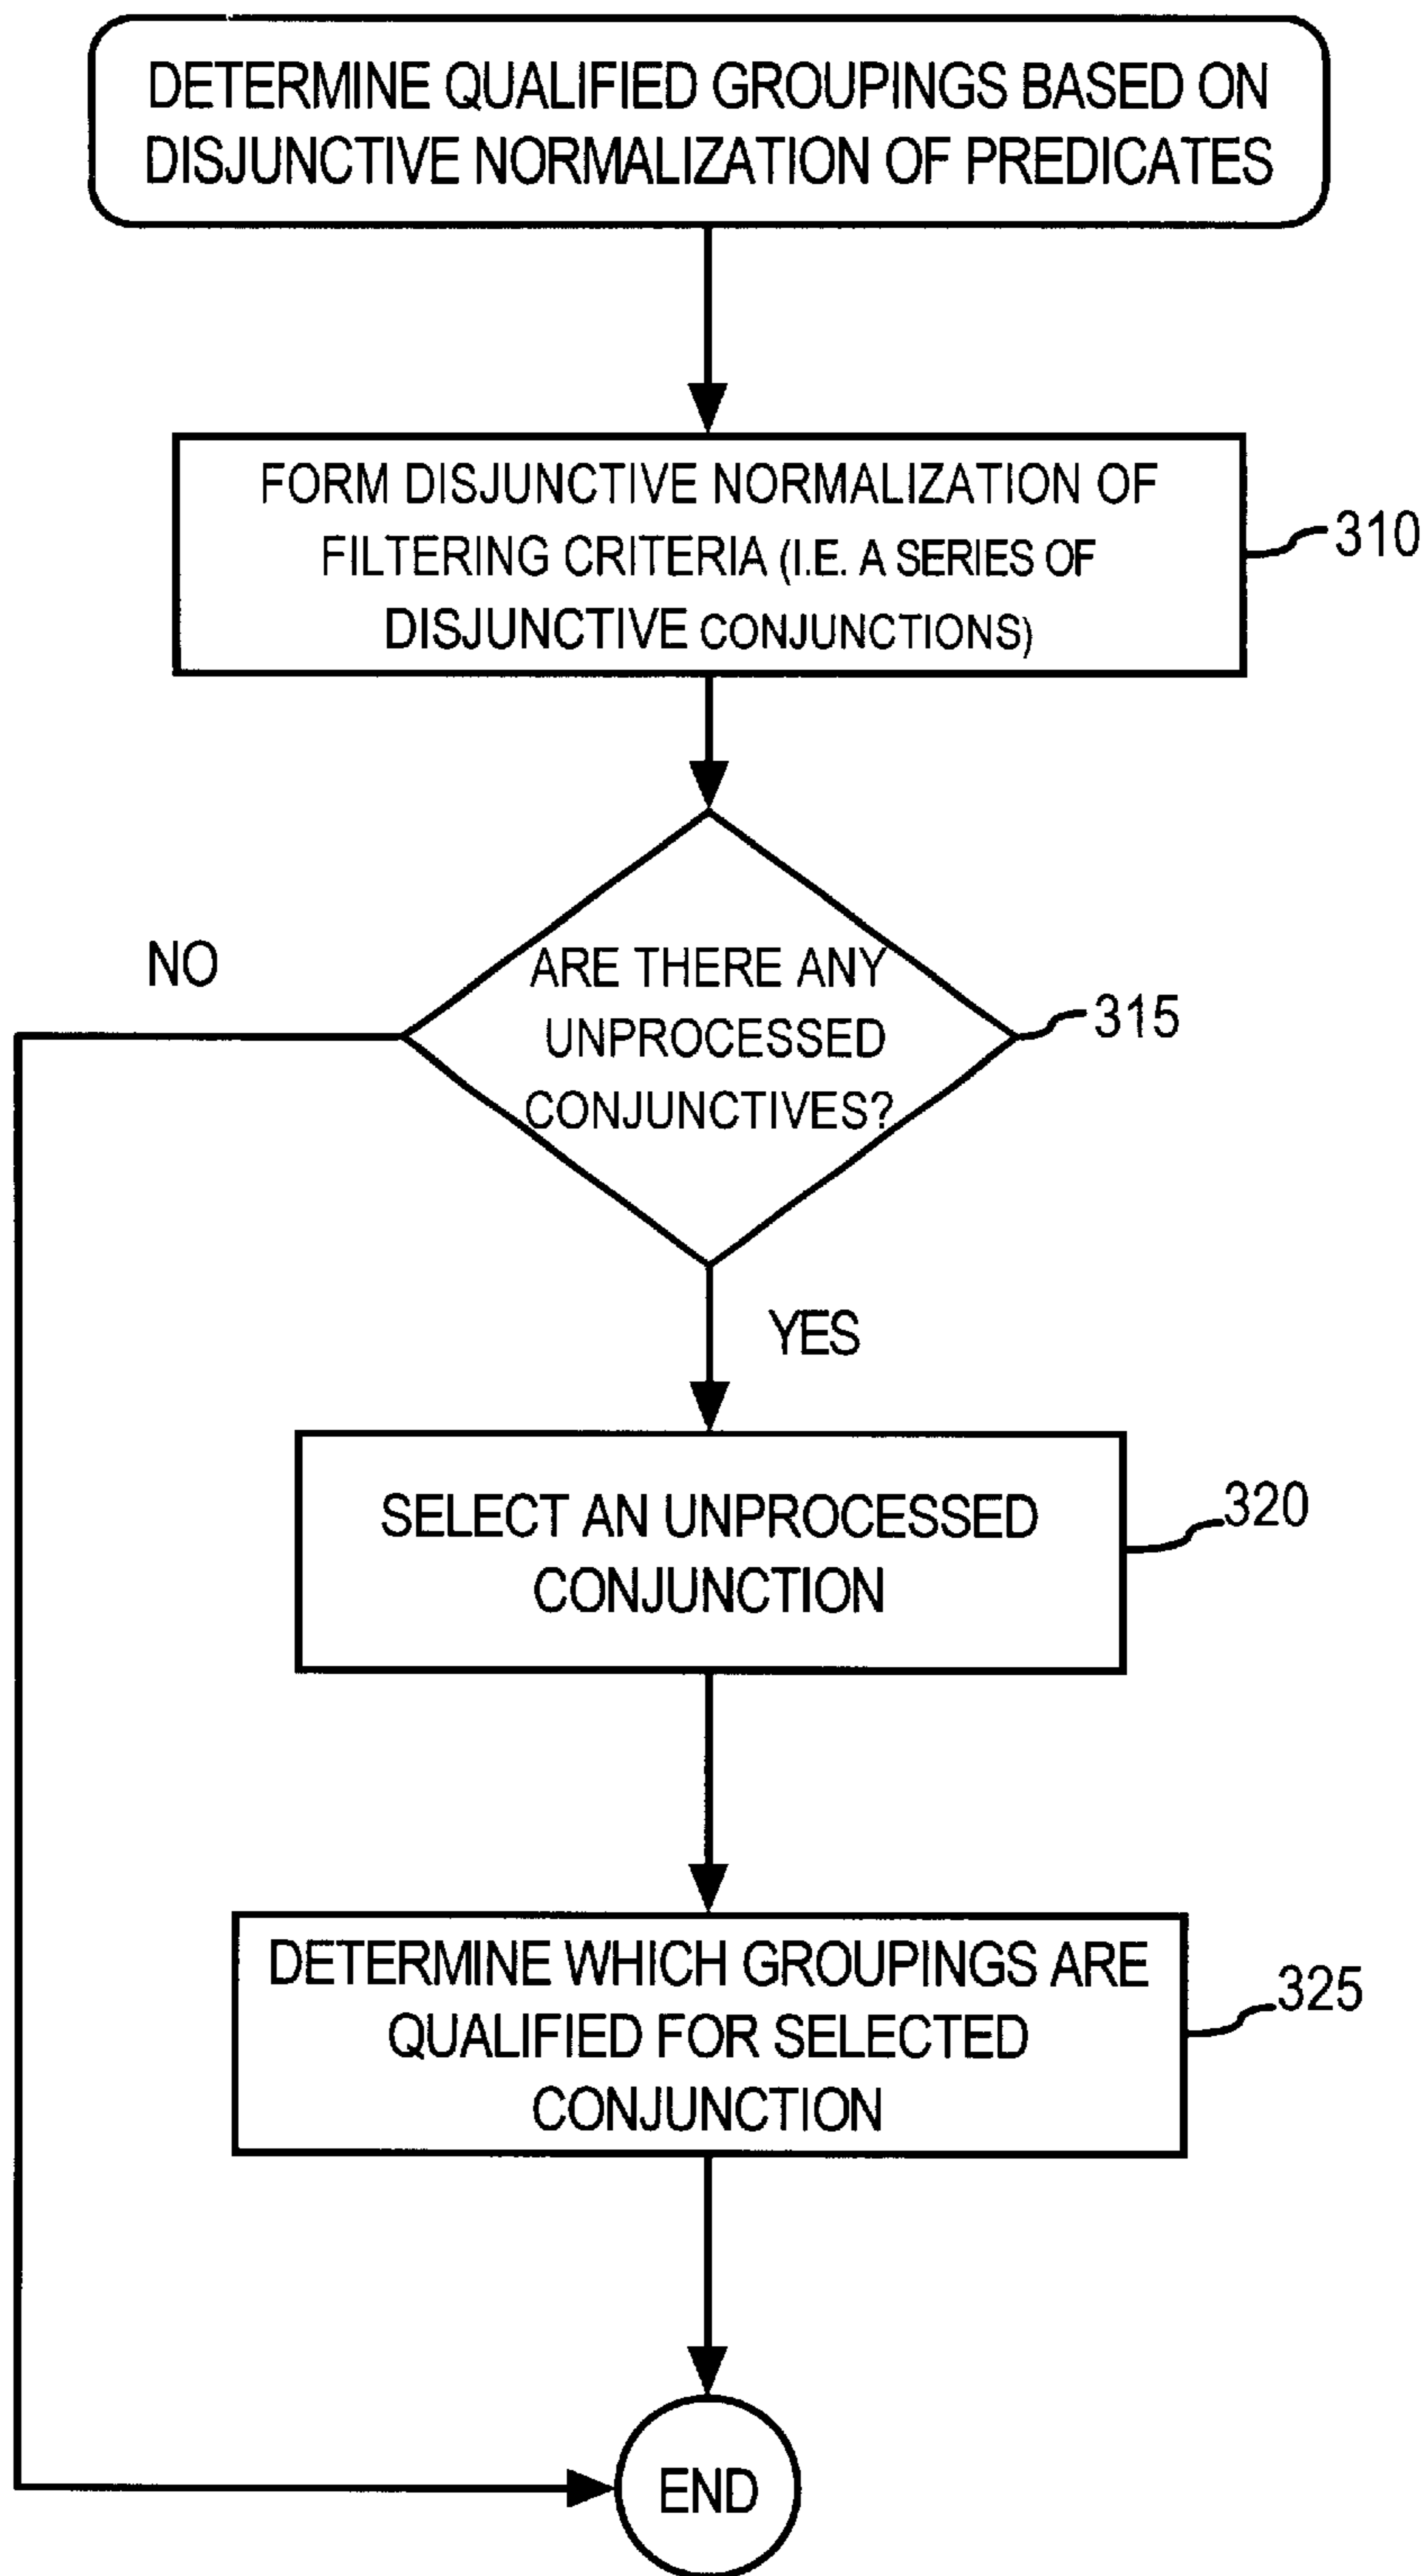 DETERMINE QUALIFIED GROUPINGS BASED ON
DISJUNCTIVE NORMALIZATION OF PREDICATES
FORM DISJUNCTIVE NORMALIZATION OF
FILTERING CRITERIA (I.E. A SERIES OF
DISJUNCTIVE CONJUNCTIONS)
310
NO
ARE THERE ANY
UNPROCESSED
CONJUNCTIVES?
315
YES
SELECT AN UNPROCESSED
CONJUNCTION
320
DETERMINE WHICH GROUPINGS ARE
QUALIFIED FOR SELECTED
CONJUNCTION
325
END